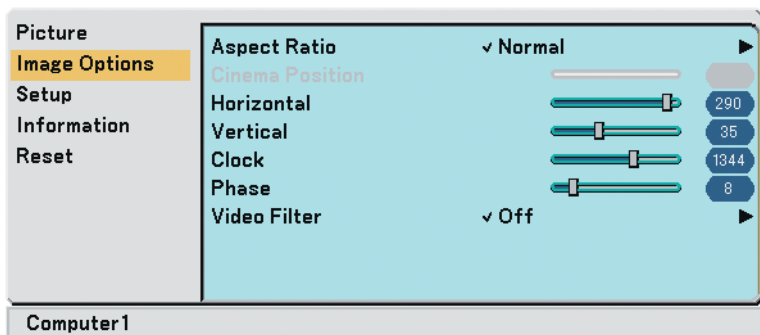 Picture
Image Options
Setup
Information
Reset
Aspect Ratio ✓ Normal
Cinema Position
Horizontal 290
Vertical 35
Clock 1344
Phase 8
Video Filter ✓ Off
Computer1